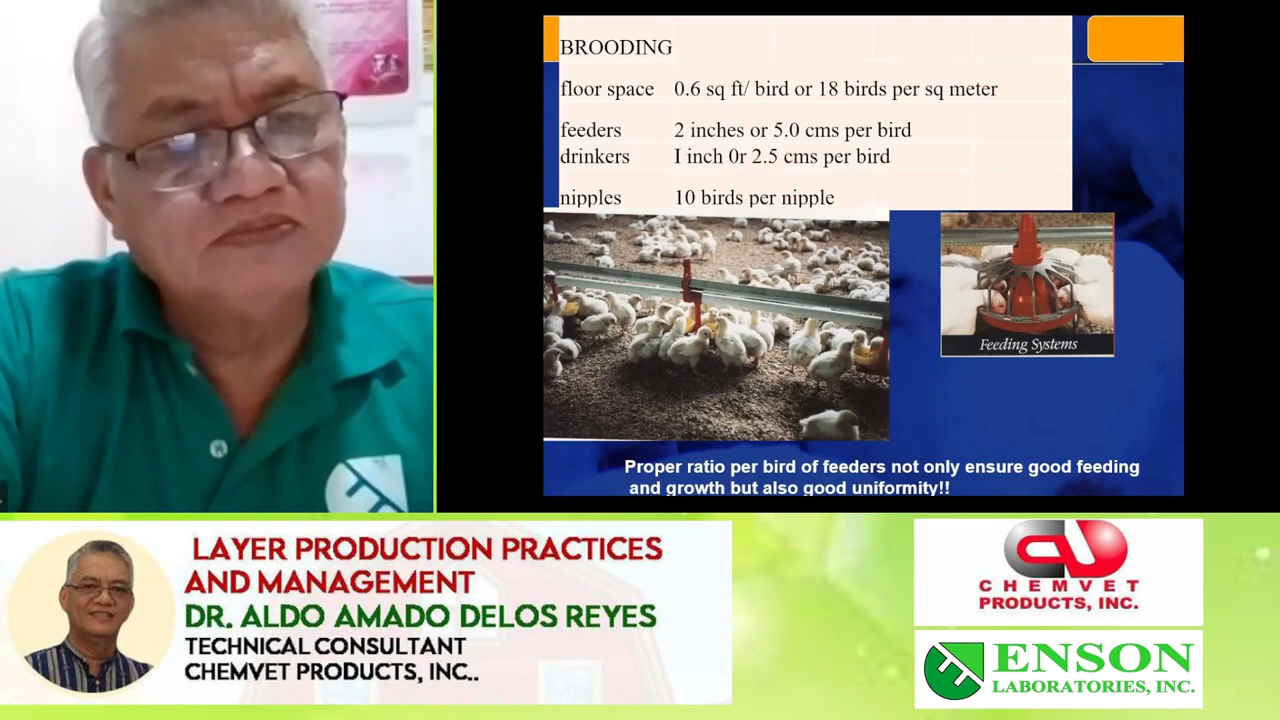 BROODING
floor space 0.6 sq ft/ bird or 18 birds per sq meter
feeders 2 inches or 5.0 cms per bird
drinkers I inch 0r 2.5 cms per bird
nipples 10 birds per nipple
Feeding Systems
Proper ratio per bird of feeders not only ensure good feeding
and growth but also good uniformity!!
LAYER PRODUCTION PRACTICES
AND MANAGEMENT
DR. ALDO AMADO DELOS REYES
TECHNICAL CONSULTANT
CHEMVET PRODUCTS, INC..
CHEMVET
PRODUCTS, INC.
ENSON
LABORATORIES, INC.